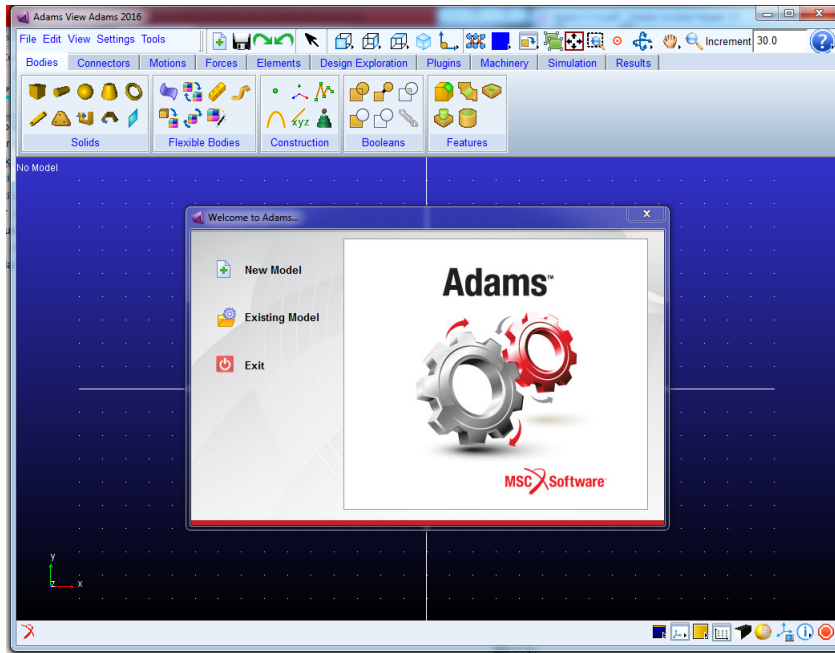 Adams View Adams 2016
File Edit View Settings Tools
Increment 30.0
Bodies Connectors Motions Forces Elements Design Exploration Plugins Machinery Simulation Results
xyz
Solids Flexible Bodies Construction Booleans Features
No Model
Welcome to Adams...
New Model
Existing Model
Exit
Adams™
MSC Software
y
z x